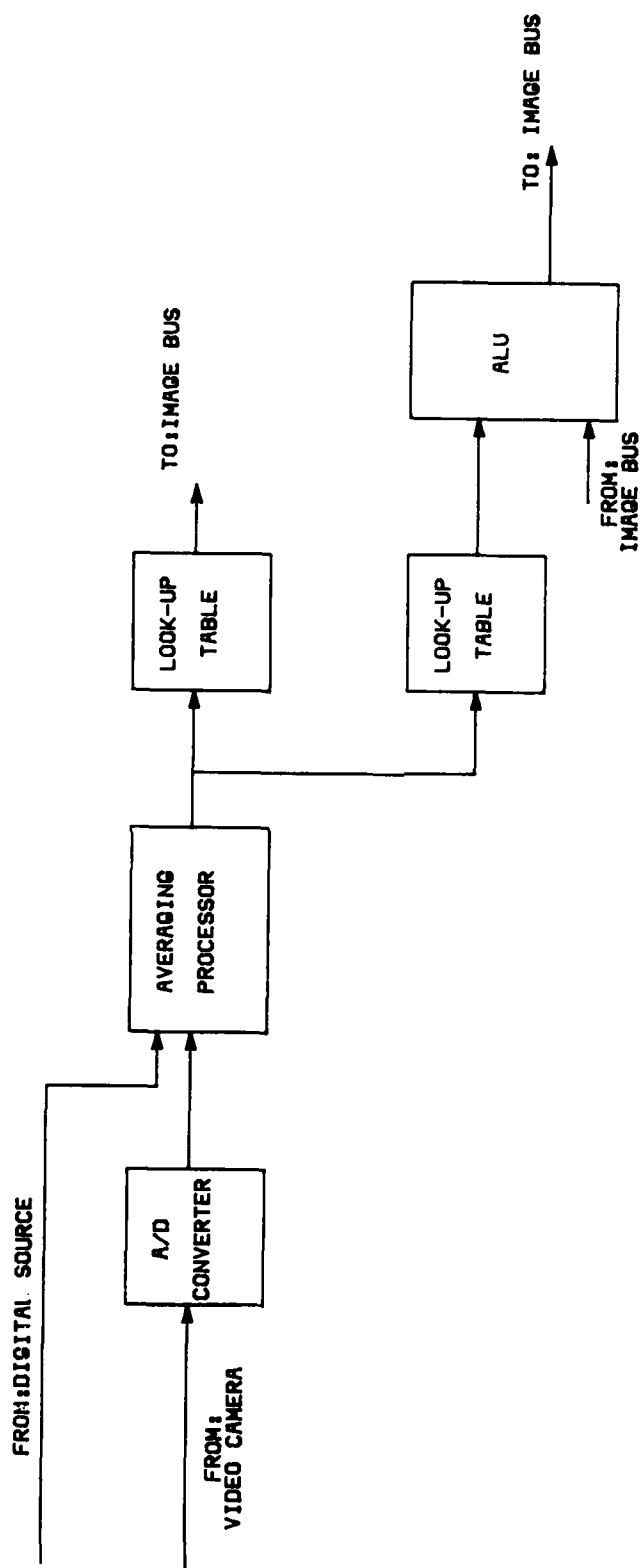 FROM:DIGITAL SOURCE
FROM:
VIDEO CAMERA
A/D
CONVERTER
AVERAGING
PROCESSOR
LOOK-UP
TABLE
TO:IMAGE BUS
LOOK-UP
TABLE
FROM:
IMAGE BUS
ALU
TO: IMAGE BUS